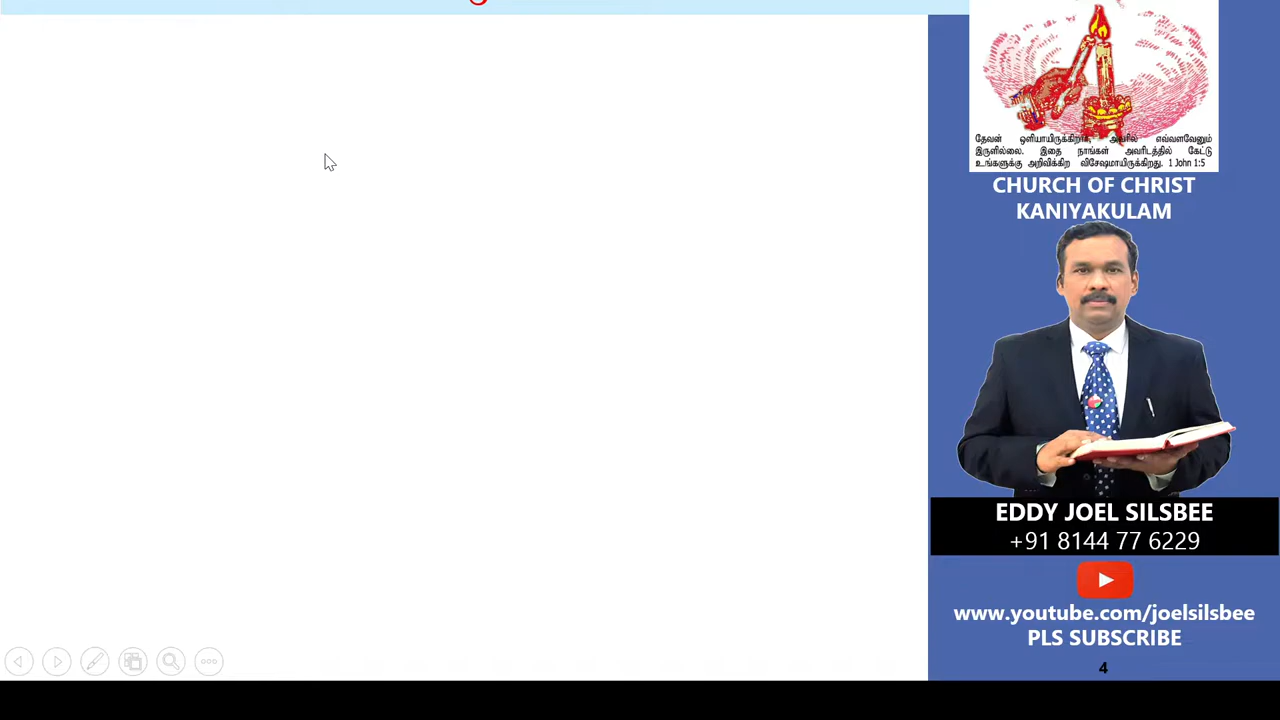 தேவன் ஒளியாயிருக்கிறார், அவரில் எவ்வளவேனும்
இருளில்லை. இதை நாங்கள் அவரிடத்தில் கேட்டு
உங்களுக்கு அறிவிக்கிற விசேஷமாயிருக்கிறது. 1 John 1:5
CHURCH OF CHRIST
KANIYAKULAM
EDDY JOEL SILSBEE
+91 8144 77 6229
www.youtube.com/joelsilsbee
PLS SUBSCRIBE
4